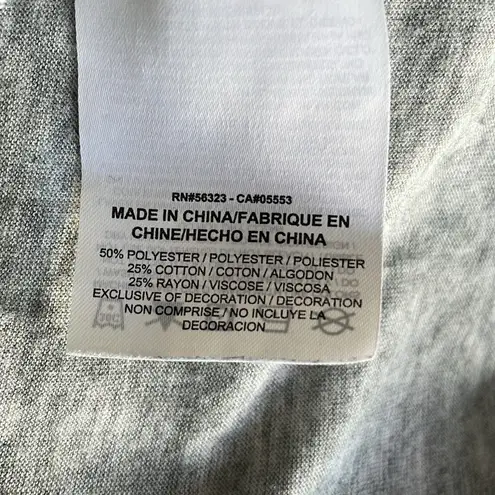 RN#56323 - CA#05553
MADE IN CHINA/FABRIQUE EN
CHINE/HECHO EN CHINA
50% POLYESTER / POLYESTER / POLIESTER
25% COTTON / COTON / ALGODON
25% RAYON / VISCOSE / VISCOSA
EXCLUSIVE OF DECORATION / DECORATION
NON COMPRISE / NO INCLUYE LA
DECORACION